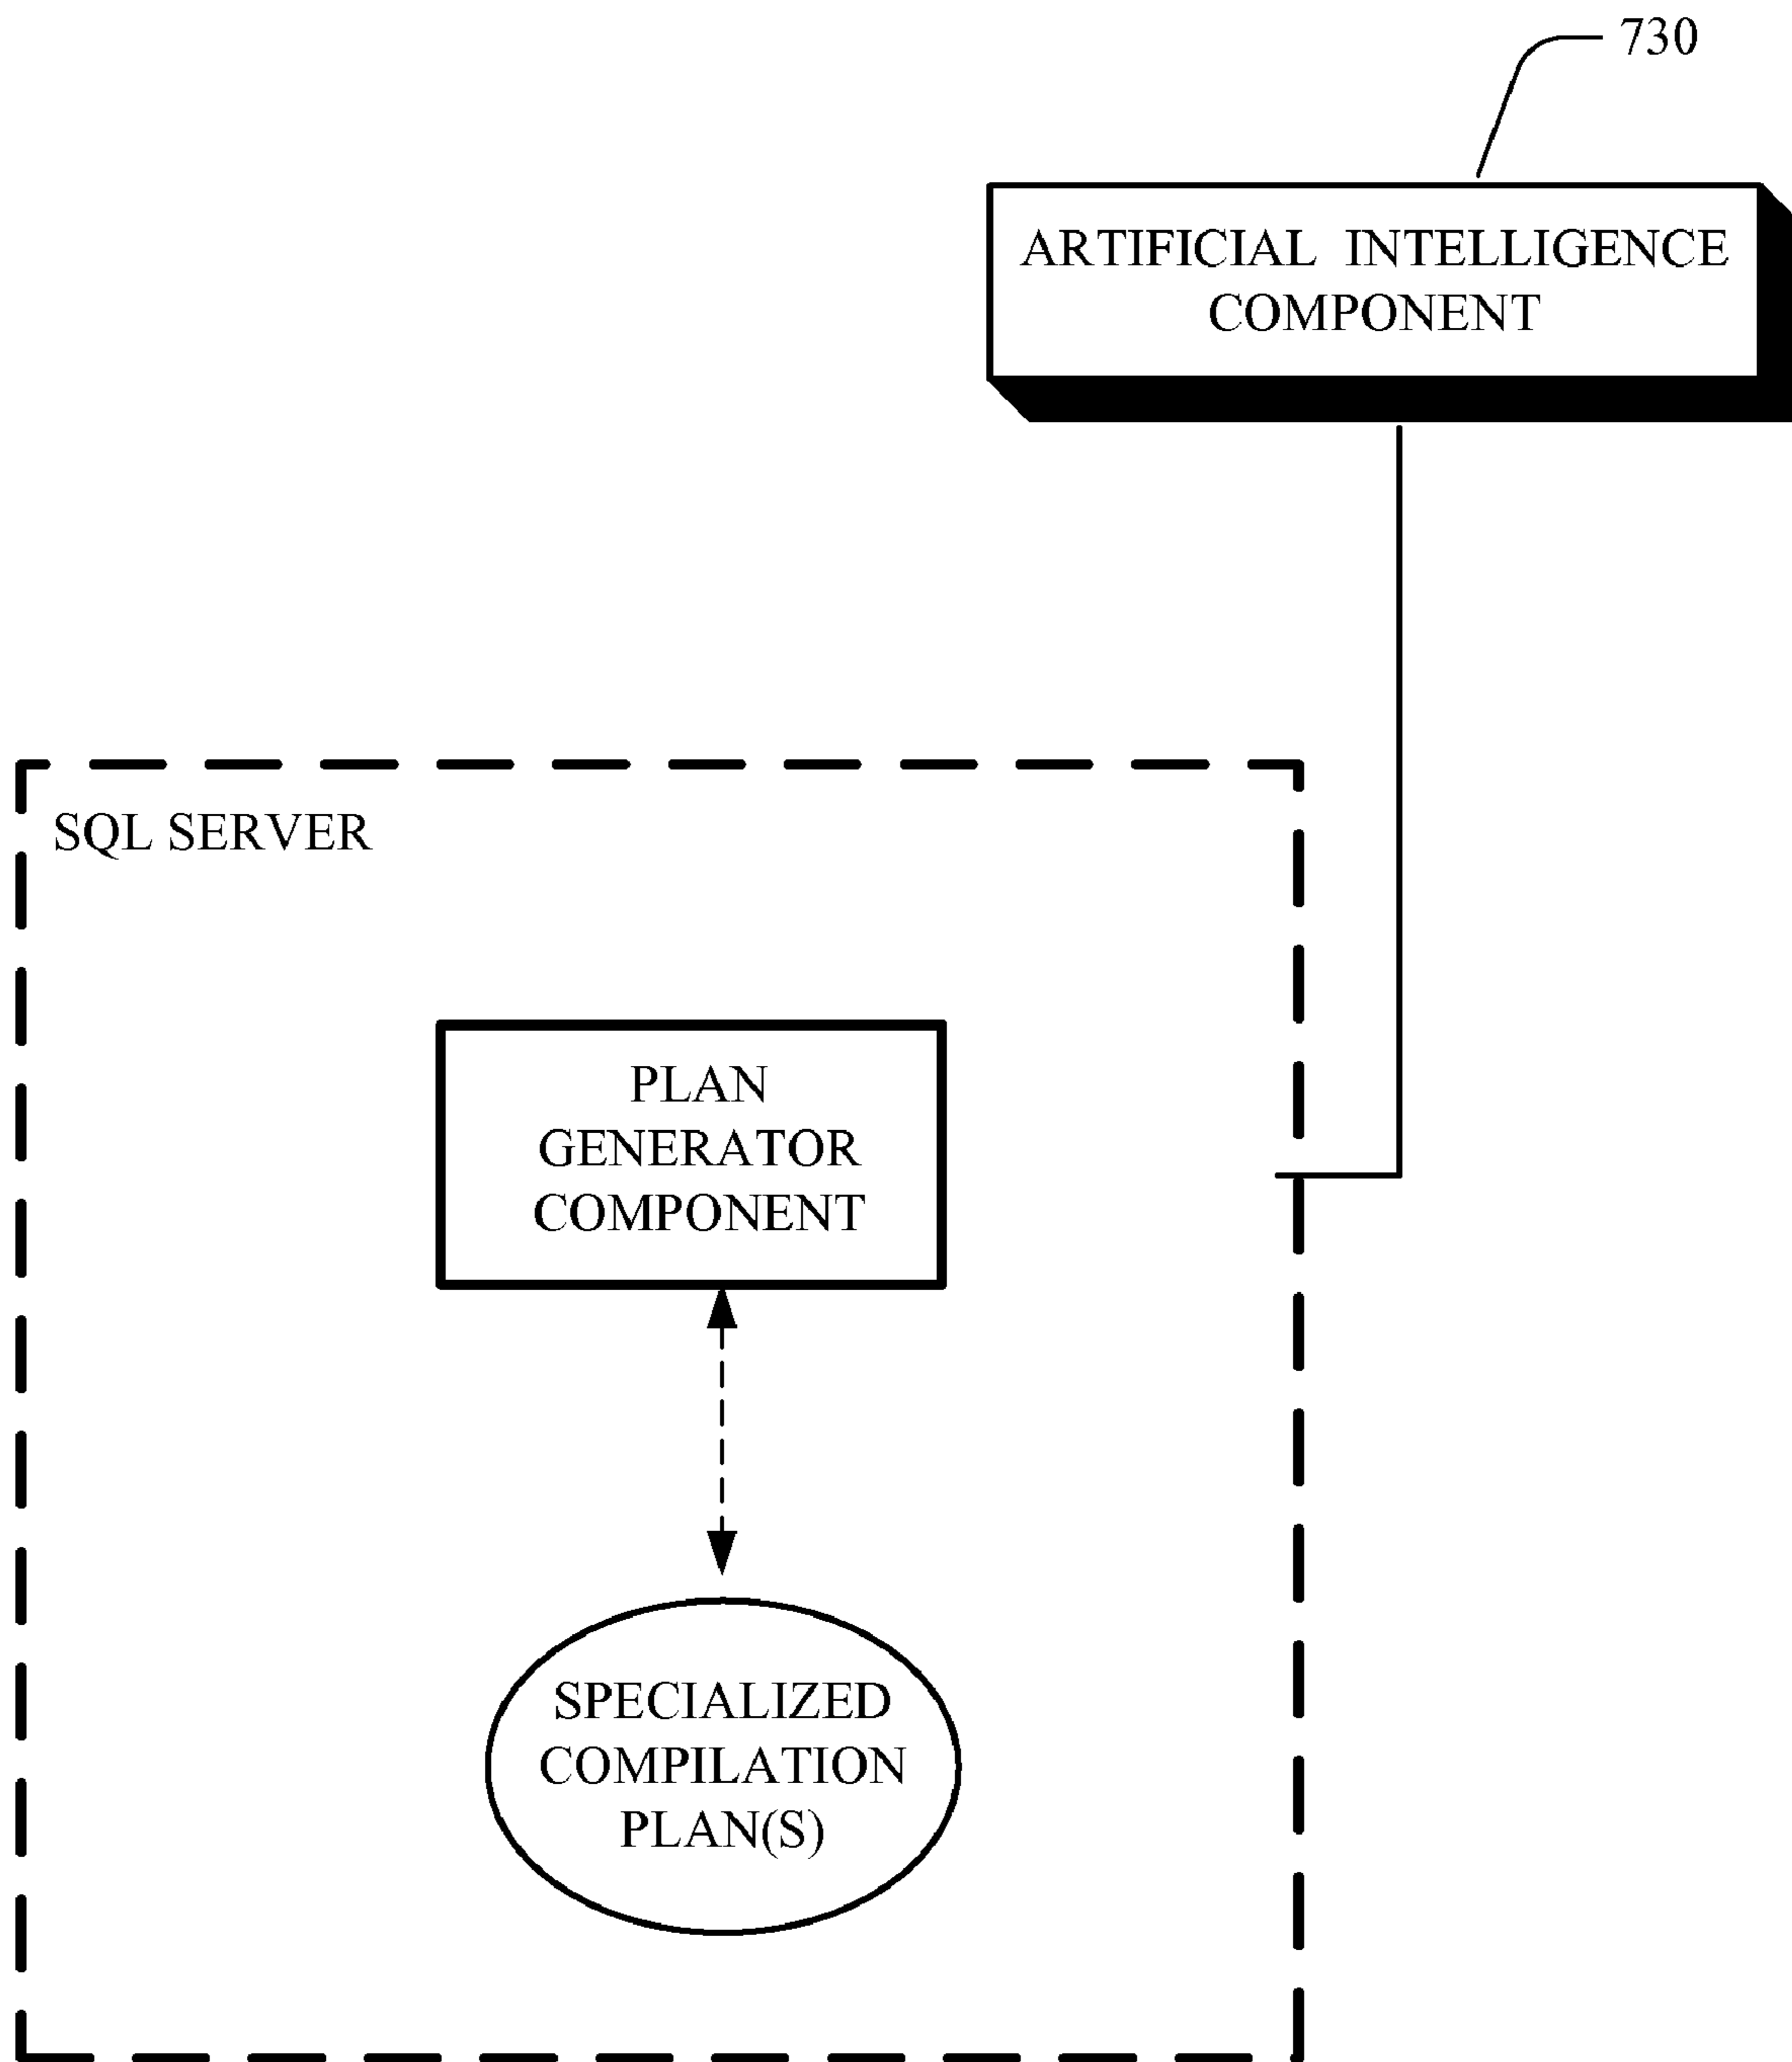 730
ARTIFICIAL INTELLIGENCE
COMPONENT
SQL SERVER
PLAN
GENERATOR
COMPONENT
SPECIALIZED
COMPILATION
PLAN(S)